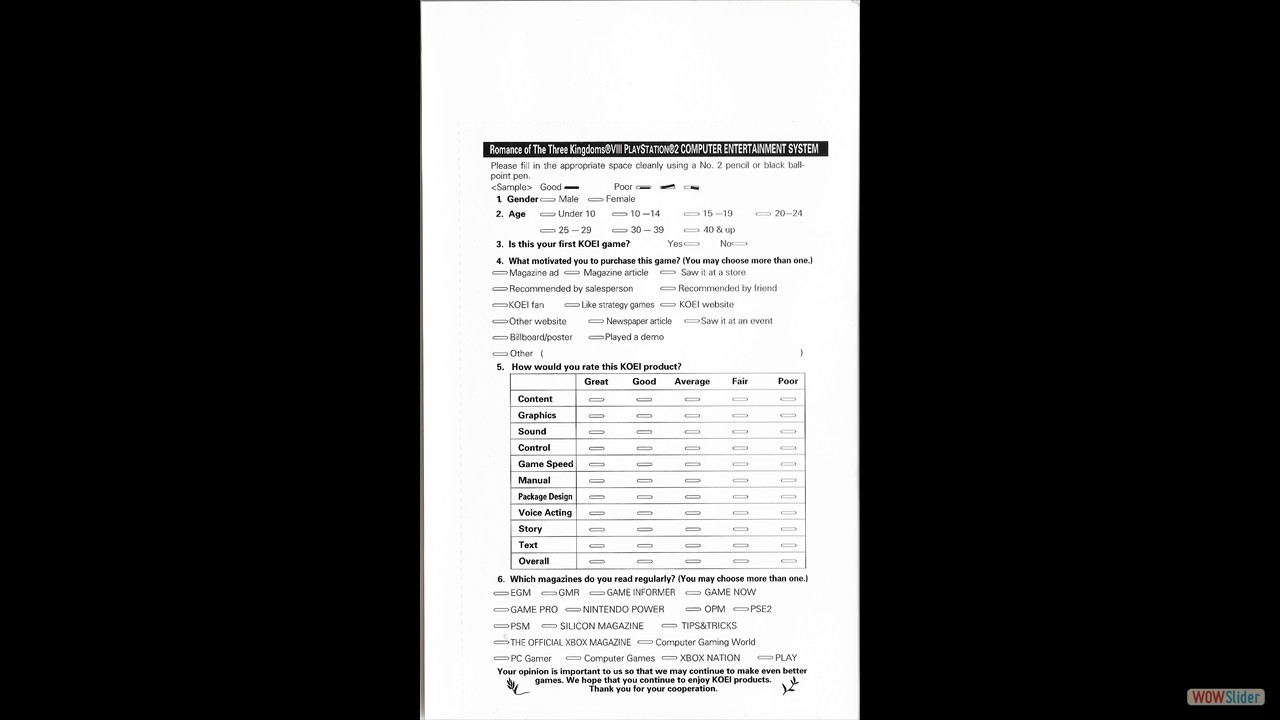 Romance of The Three Kingdoms®VIII PLAYSTATION®2 COMPUTER ENTERTAINMENT SYSTEM
Please fill in the appropriate space cleanly using a No. 2 pencil or black ball-
point pen.
<Sample> Good Poor
1. Gender Male Female
2. Age Under 10 10 –14 15 –19 20–24
25 – 29 30 – 39 40 & up
3. Is this your first KOEI game? Yes No
4. What motivated you to purchase this game? (You may choose more than one.)
Magazine ad Magazine article Saw it at a store
Recommended by salesperson Recommended by friend
KOEI fan Like strategy games KOEI website
Other website Newspaper article Saw it at an event
Billboard/poster Played a demo
Other ( )
5. How would you rate this KOEI product?
Great Good Average Fair Poor
Content
Graphics
Sound
Control
Game Speed
Manual
Package Design
Voice Acting
Story
Text
Overall
6. Which magazines do you read regularly? (You may choose more than one.)
EGM GMR GAME INFORMER GAME NOW
GAME PRO NINTENDO POWER OPM PSE2
PSM SILICON MAGAZINE TIPS&TRICKS
THE OFFICIAL XBOX MAGAZINE Computer Gaming World
PC Gamer Computer Games XBOX NATION PLAY
Your opinion is important to us so that we may continue to make even better
games. We hope that you continue to enjoy KOEI products.
Thank you for your cooperation.
WOWSlider